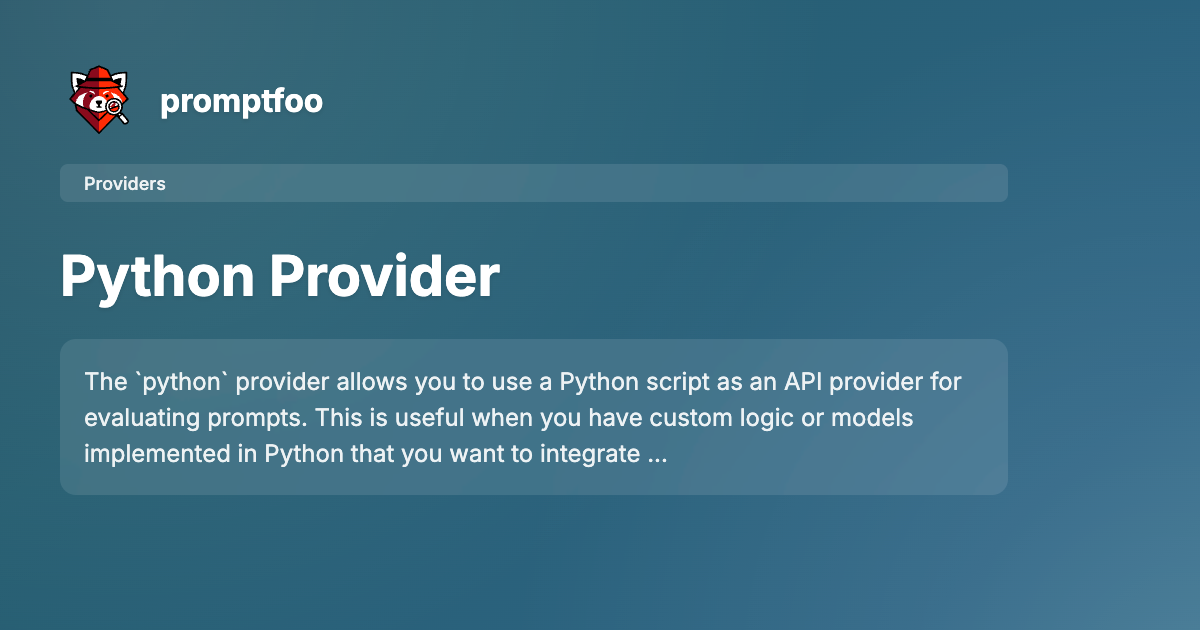 promptfoo
Providers
Python Provider
The `python` provider allows you to use a Python script as an API provider for
evaluating prompts. This is useful when you have custom logic or models
implemented in Python that you want to integrate ...